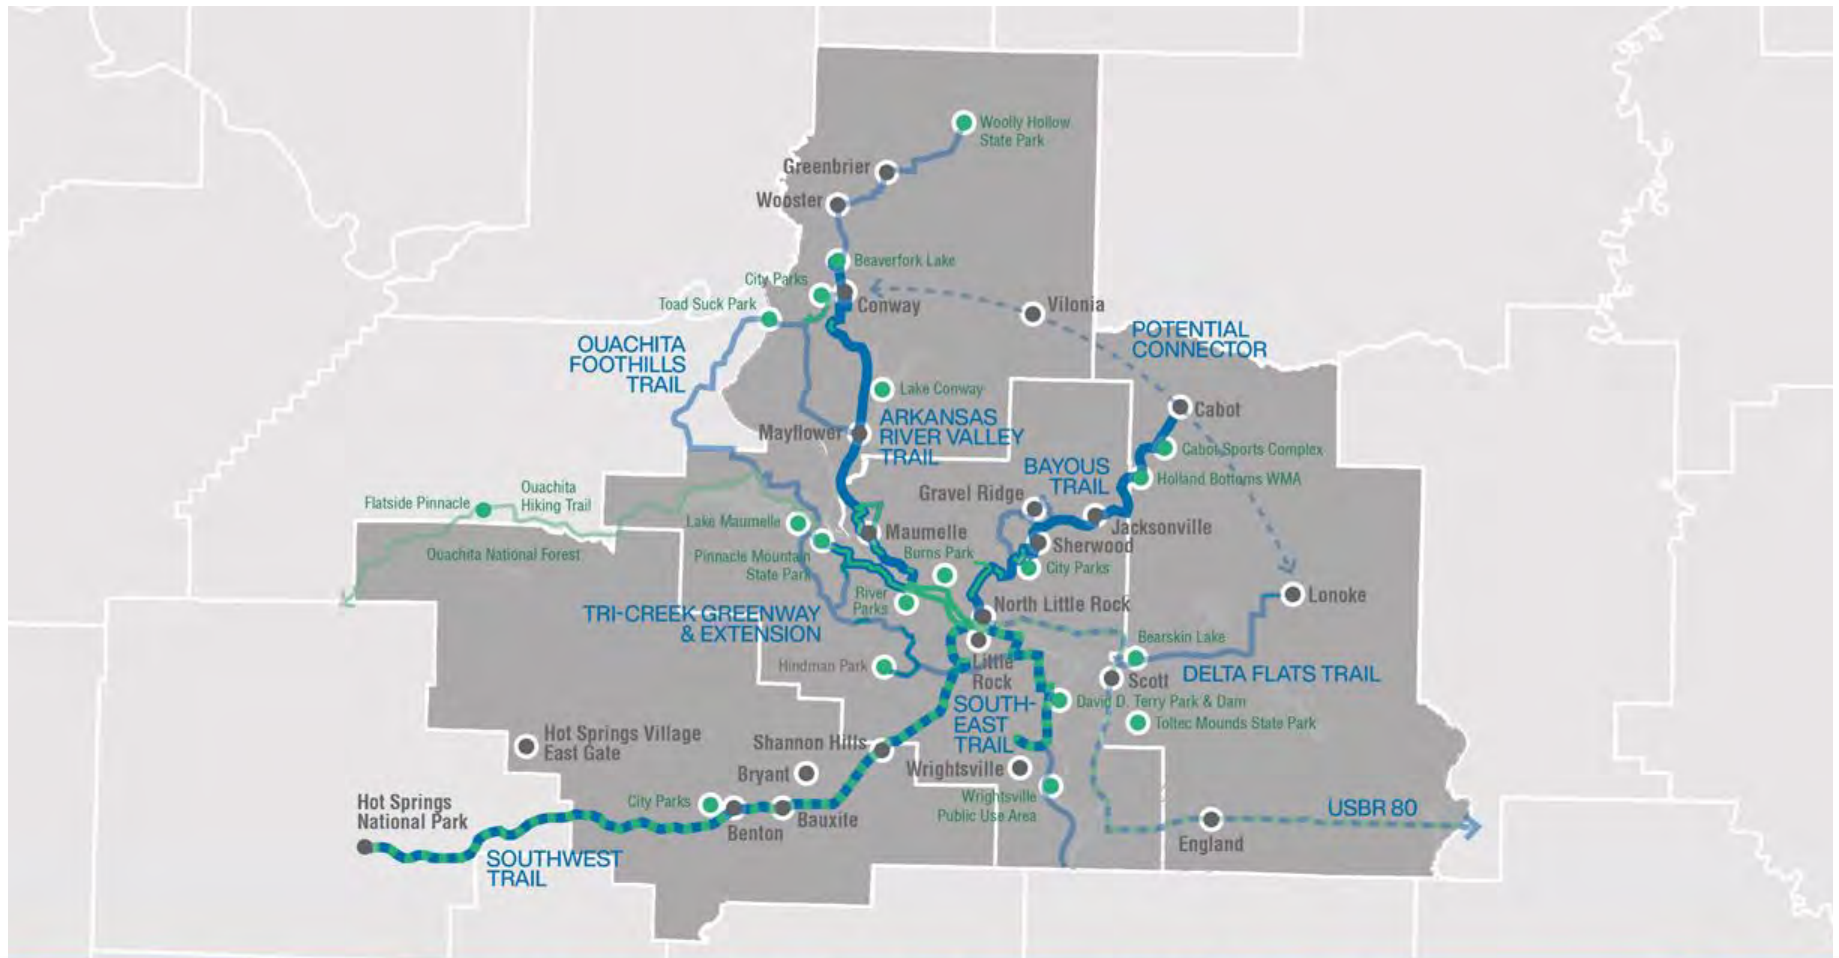 Woolly Hollow
State Park
Greenbrier
Wooster
Beaverfork Lake
City Parks
Conway
Toad Suck Park
Vilonia
OUACHITA
FOOTHILLS
TRAIL
POTENTIAL
CONNECTOR
Lake Conway
Cabot
ARKANSAS
RIVER VALLEY
TRAIL
Mayflower
Cabot Sports Complex
BAYOUS
TRAIL
Holland Bottoms WMA
Gravel Ridge
Flatside Pinnacle
Ouachita
Hiking Trail
Lake Maumelle
Jacksonville
Maumelle
Sherwood
Ouachita National Forest
Pinnacle Mountain
State Park
Burns Park
City Parks
River
Parks
Lonoke
North Little Rock
TRI-CREEK GREENWAY
& EXTENSION
Bearskin Lake
Hindman Park
Little
Rock
Scott
DELTA FLATS TRAIL
SOUTH-
EAST
TRAIL
David D. Terry Park & Dam
Toltec Mounds State Park
Hot Springs Village
East Gate
Shannon Hills
Bryant
Wrightsville
City Parks
Wrightsville
Public Use Area
Hot Springs
National Park
Benton
Bauxite
USBR 80
England
SOUTHWEST
TRAIL